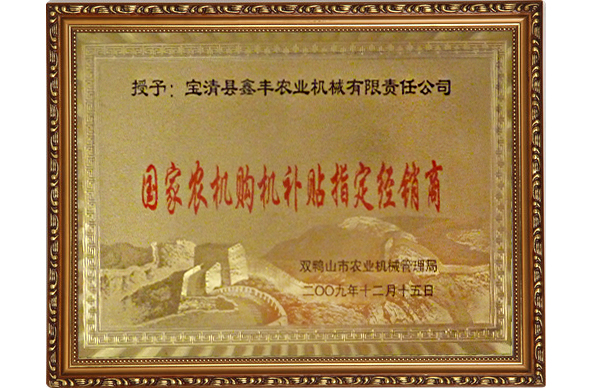 授予：宝清县鑫丰农业机械有限责任公司
国家农机购机补贴指定经销商
双鸭山市农业机械管理局
二〇〇九年十二月十五日